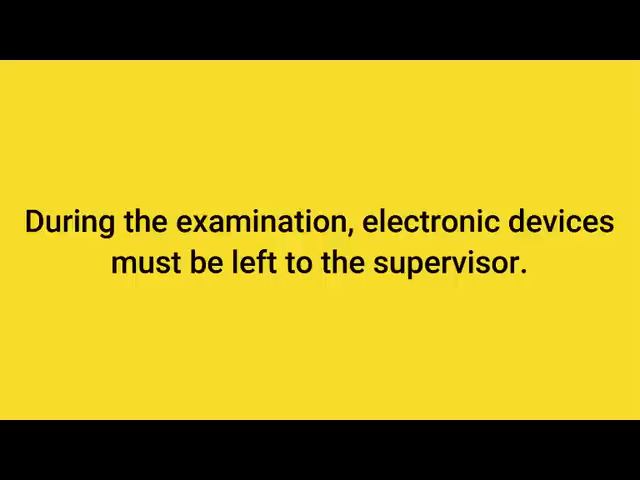 During the examination, electronic devices
must be left to the supervisor.